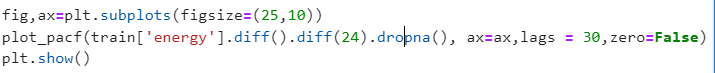 fig,ax=plt.subplots(figsize=(25,10))
plot_pacf(train['energy'].diff().diff(24).dropna(), ax=ax,lags = 30,zero=False)
plt.show()